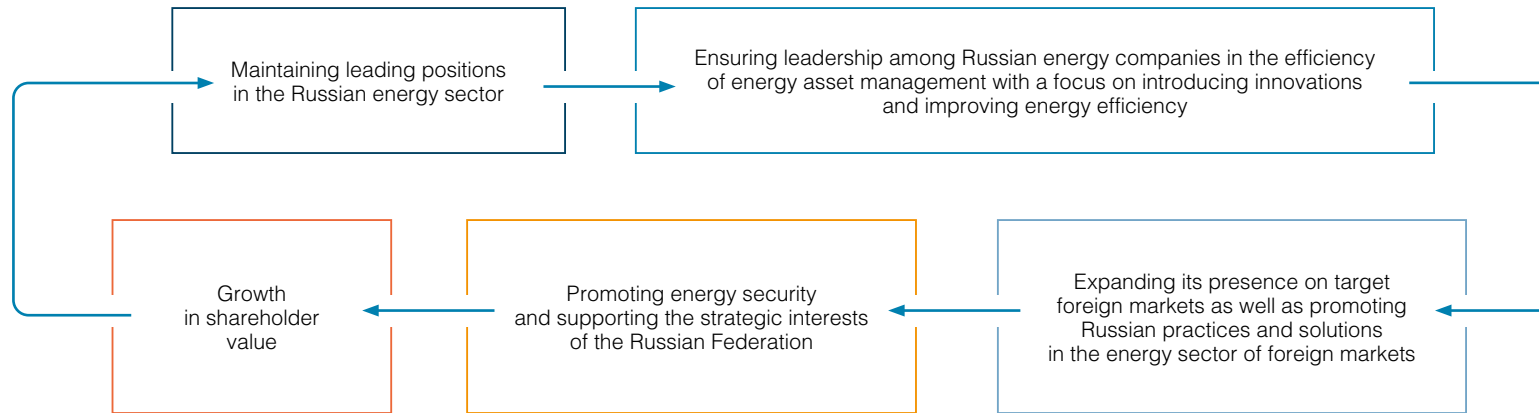 Maintaining leading positions
in the Russian energy sector
Ensuring leadership among Russian energy companies in the efficiency
of energy asset management with a focus on introducing innovations
and improving energy efficiency
Expanding its presence on target
foreign markets as well as promoting
Russian practices and solutions
in the energy sector of foreign markets
Promoting energy security
and supporting the strategic interests
of the Russian Federation
Growth
in shareholder
value